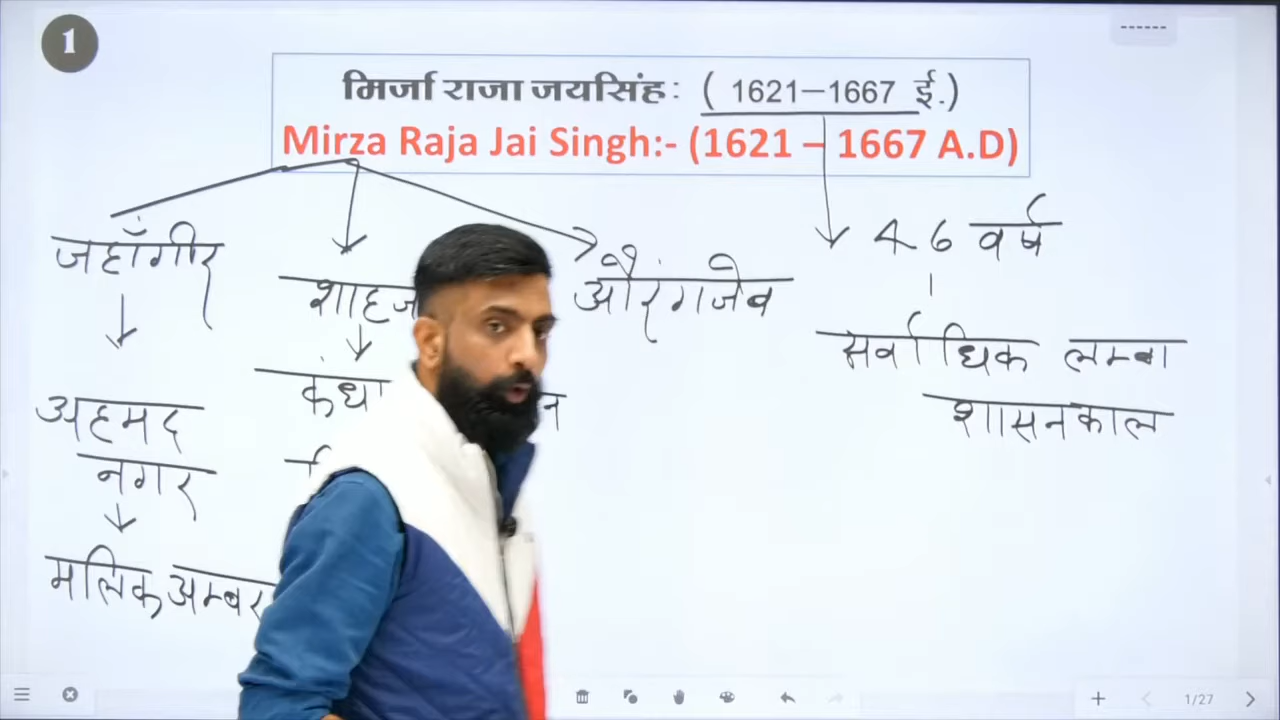 1
------
मिर्जा राजा जयसिंह: ( 1621–1667 ई.)
Mirza Raja Jai Singh:- (1621 – 1667 A.D)
46 वर्ष
जहाँगीर
औरंगजेब
सर्वाधिक लम्बा
शासनकाल
अहमद
नगर
मलिक अम्बर
1/27